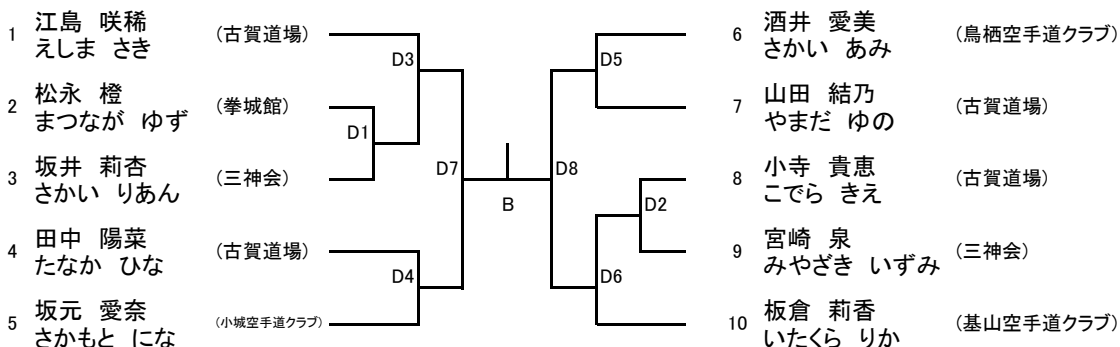 1 江島 咲稀 (古賀道場)
えしま さき
2 松永 橙 (拳城館)
まつなが ゆず
3 坂井 莉杏 (三神会)
さかい りあん
4 田中 陽菜 (古賀道場)
たなか ひな
5 坂元 愛奈 (小城空手道クラブ)
さかもと にな
D3
D1
D7
D4
B
D8
D5
D2
D6
6 酒井 愛美 (鳥栖空手道クラブ)
さかい あみ
7 山田 結乃 (古賀道場)
やまだ ゆの
8 小寺 貴恵 (古賀道場)
こでら きえ
9 宮崎 泉 (三神会)
みやざき いずみ
10 板倉 莉香 (基山空手道クラブ)
いたくら りか